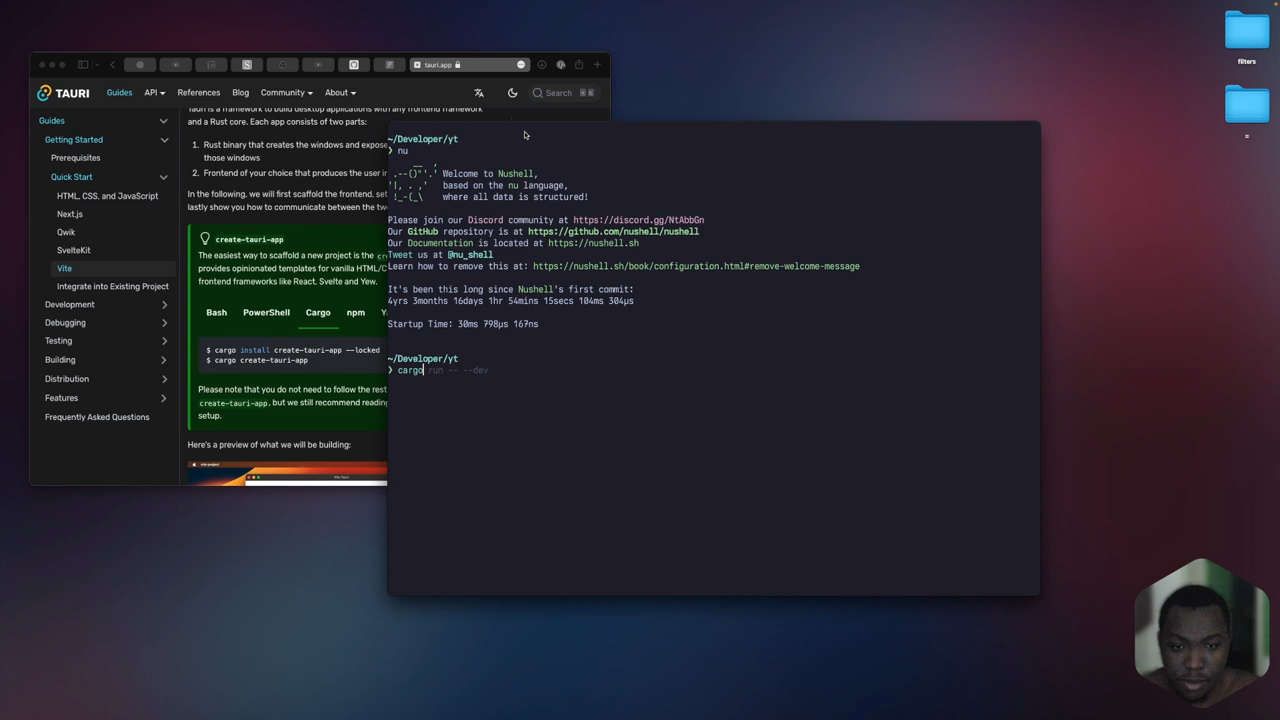 tauri.app
filters
=
TAURI
Guides
API
References
Blog
Community
About
Search
Guides
Getting Started
Prerequisites
Quick Start
HTML, CSS, and JavaScript
Next.js
Qwik
SvelteKit
Vite
Integrate into Existing Project
Development
Debugging
Testing
Building
Distribution
Features
Frequently Asked Questions
Tauri is a framework to build desktop applications with any frontend framework
and a Rust core. Each app consists of two parts:
1. Rust binary that creates the windows and expose
those windows
2. Frontend of your choice that produces the user in
In the following, we will first scaffold the frontend, set
lastly show you how to communicate between the two
create-tauri-app
The easiest way to scaffold a new project is the
provides opinionated templates for vanilla HTML/C
frontend frameworks like React, Svelte and Yew.
Bash
PowerShell
Cargo
npm
$ cargo install create-tauri-app --locked
$ cargo create-tauri-app
Please note that you do not need to follow the rest
create-tauri-app, but we still recommend reading
setup.
Here's a preview of what we will be building:
~/Developer/yt
❯ nu
     __  ,
 .--()°'.' Welcome to Nushell,
'|, . ,'   based on the nu language,
 !_-(_\    where all data is structured!
Please join our Discord community at https://discord.gg/NtAbbGn
Our GitHub repository is at https://github.com/nushell/nushell
Our Documentation is located at https://nushell.sh
Tweet us at @nu_shell
Learn how to remove this at: https://nushell.sh/book/configuration.html#remove-welcome-message
It's been this long since Nushell's first commit:
4yrs 3months 16days 1hr 54mins 15secs 104ms 304µs
Startup Time: 30ms 798µs 167ns
~/Developer/yt
❯ cargo run -- --dev